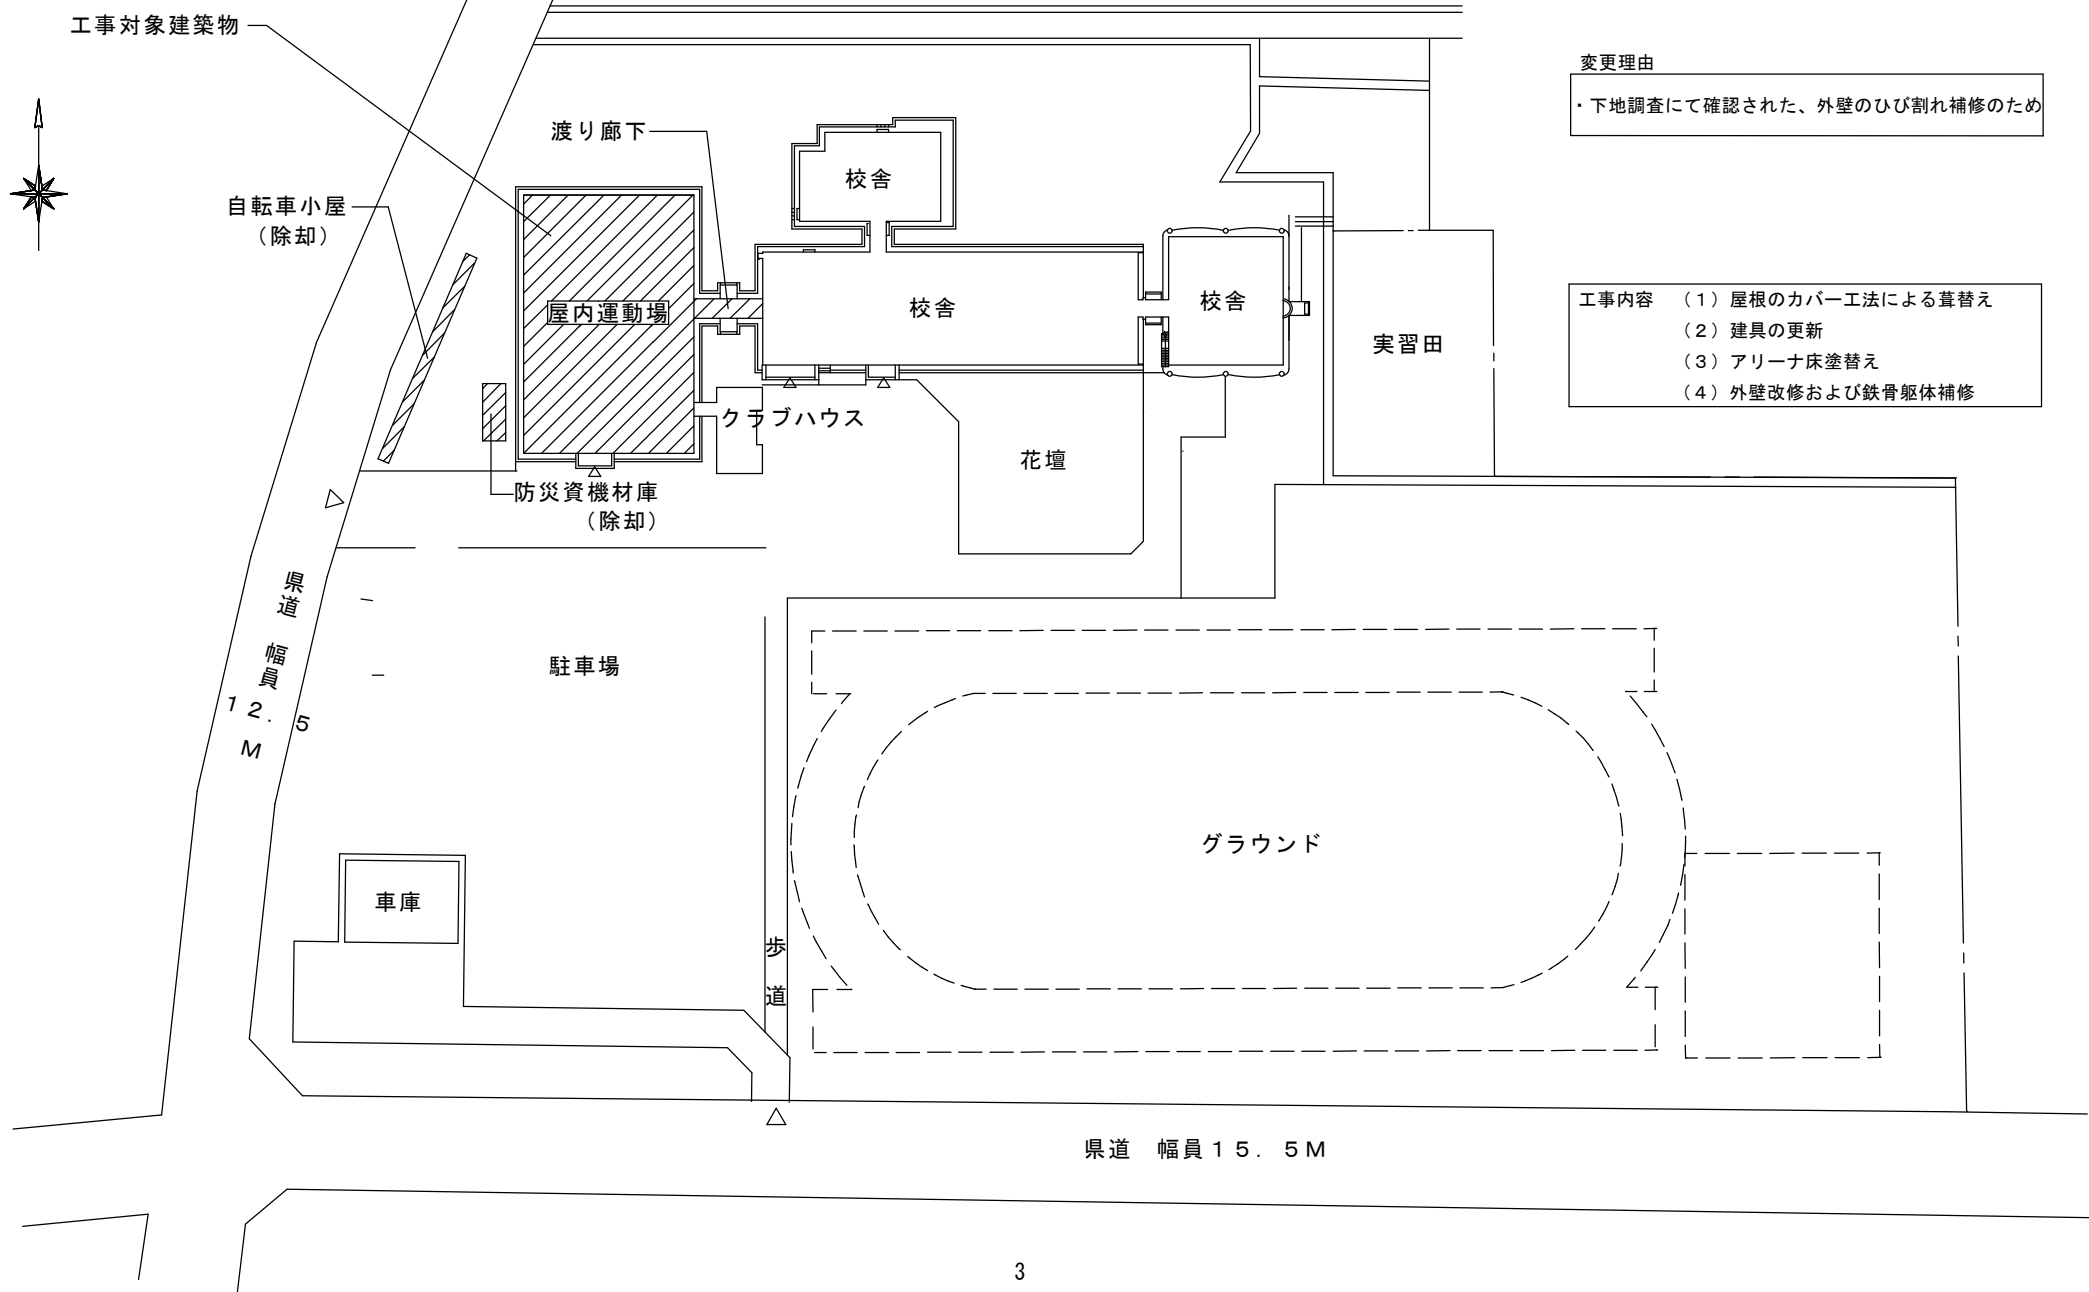 工事対象建築物
変更理由
・下地調査にて確認された、外壁のひび割れ補修のため
渡り廊下
校舎
自転車小屋
（除却）
屋内運動場
校舎
校舎
実習田
工事内容　（1）屋根のカバー工法による葺替え
（2）建具の更新
（3）アリーナ床塗替え
（4）外壁改修および鉄骨躯体補修
クラブハウス
花壇
防災資機材庫
（除却）
県道　幅員１２．５Ｍ
駐車場
グラウンド
車庫
歩道
県道　幅員１５．５Ｍ
3